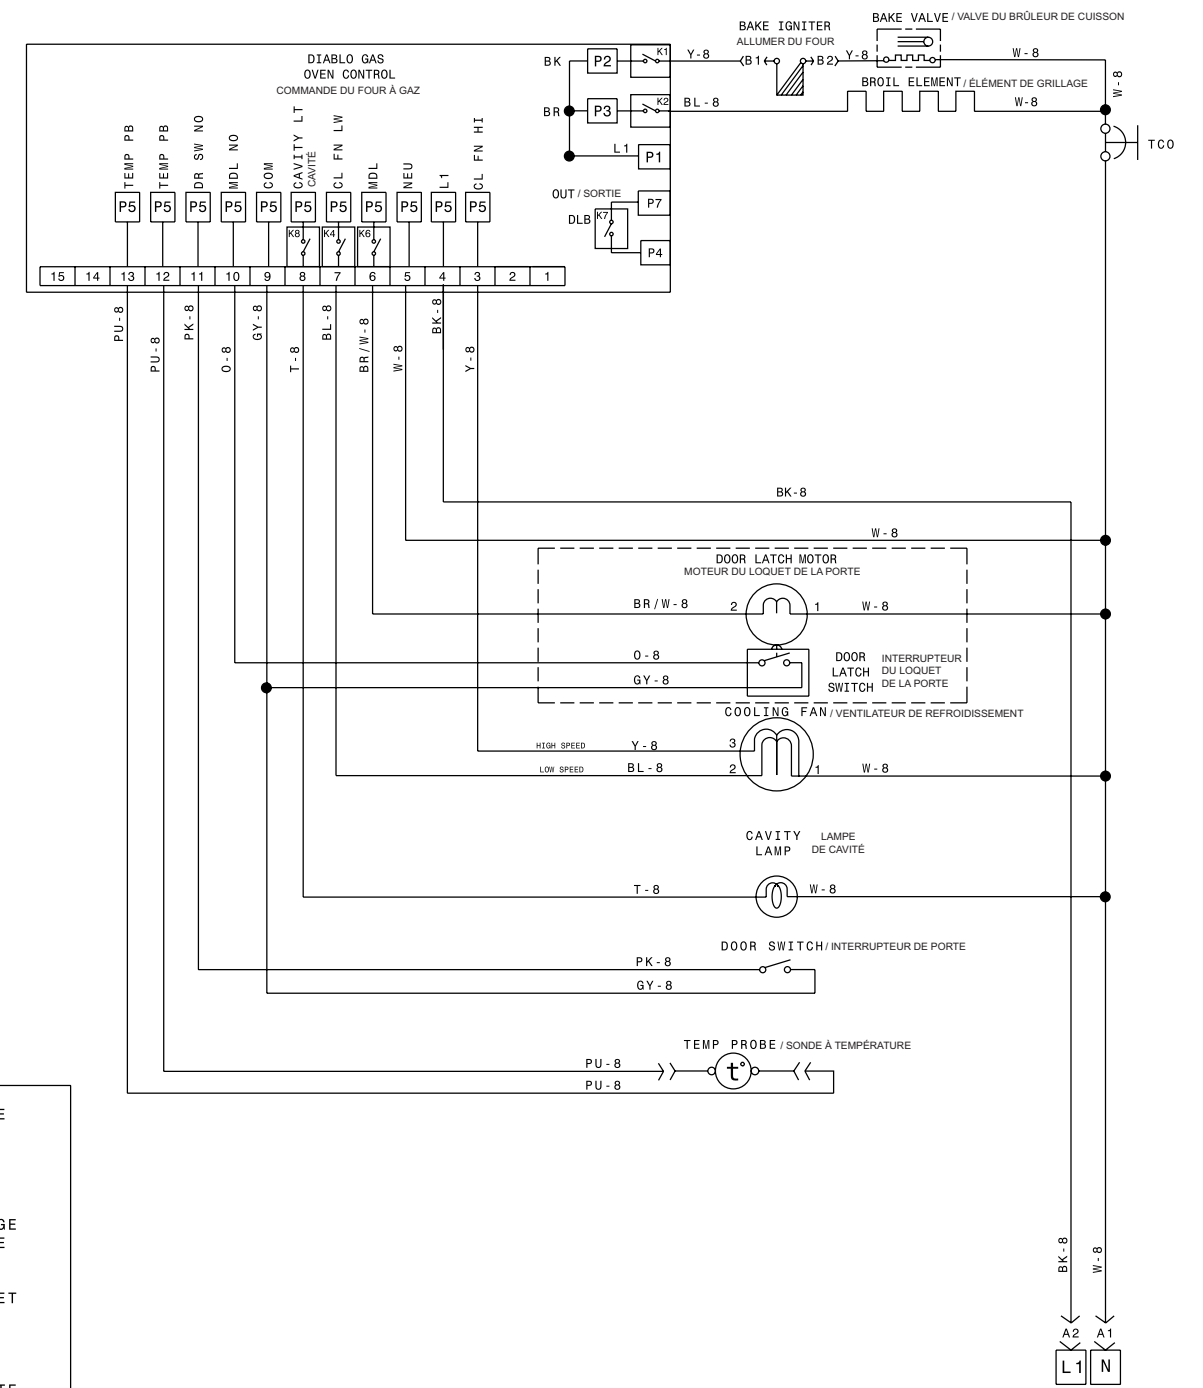 BAKE VALVE / VALVE DU BRÛLEUR DE CUISSON
BAKE IGNITER
ALLUMER DU FOUR
DIABLO GAS
OVEN CONTROL
COMMANDE DU FOUR À GAZ
BK P2 K1 Y-8 B1 B2 Y-8 W-8
W-8
BROIL ELEMENT / ÉLÉMENT DE GRILLAGE
BR P3 K2 BL-8 W-8
TCO
L1 P1
TEMP PB
TEMP PB
DR SW NO
MDL NO
COM
CAVITY LT
CAVITÉ
CL FN LW
MDL
NEU
L1
CL FN HI
P5 P5 P5 P5 P5 P5 P5 P5 P5 P5 P5
OUT / SORTIE
P7
DLB K7
P4
K8 K4 K6
15 14 13 12 11 10 9 8 7 6 5 4 3 2 1
PU-8
PU-8
PK-8
O-8
GY-8
T-8
BL-8
BR/W-8
W-8
BK-8
Y-8
BK-8
W-8
DOOR LATCH MOTOR
MOTEUR DU LOQUET DE LA PORTE
BR/W-8 2 1 W-8
O-8
GY-8
DOOR
LATCH
SWITCH
INTERRUPTEUR
DU LOQUET
DE LA PORTE
COOLING FAN / VENTILATEUR DE REFROIDISSEMENT
HIGH SPEED Y-8 3
LOW SPEED BL-8 2 1 W-8
CAVITY
LAMP
LAMPE
DE CAVITÉ
T-8 W-8
DOOR SWITCH / INTERRUPTEUR DE PORTE
PK-8
GY-8
TEMP PROBE / SONDE À TEMPÉRATURE
PU-8 t°
PU-8
E
GE
E
ET
BK-8
W-8
A2 A1
L1 N